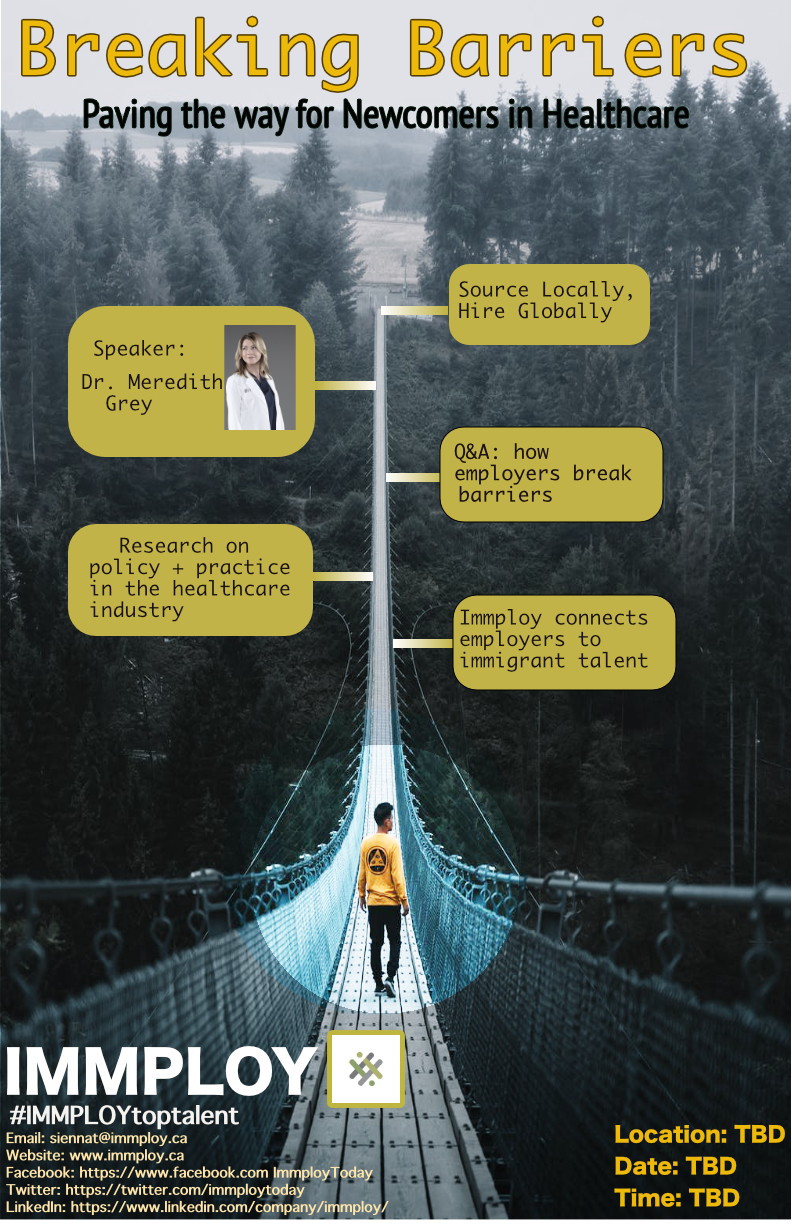 Breaking Barriers
Paving the way for Newcomers in Healthcare
Source Locally,
Hire Globally
Speaker:
Dr. Meredith
Grey
Q&A: how
employers break
barriers
Research on
policy + practice
in the healthcare
industry
Immploy connects
employers to
immigrant talent
IMMPLOY
#IMMPLOYtoptalent
Email: siennat@immploy.ca
Website: www.immploy.ca
Facebook: https://www.facebook.com ImmployToday
Twitter: https://twitter.com/immploytoday
LinkedIn: https://www.linkedin.com/company/immploy/
Location: TBD
Date: TBD
Time: TBD